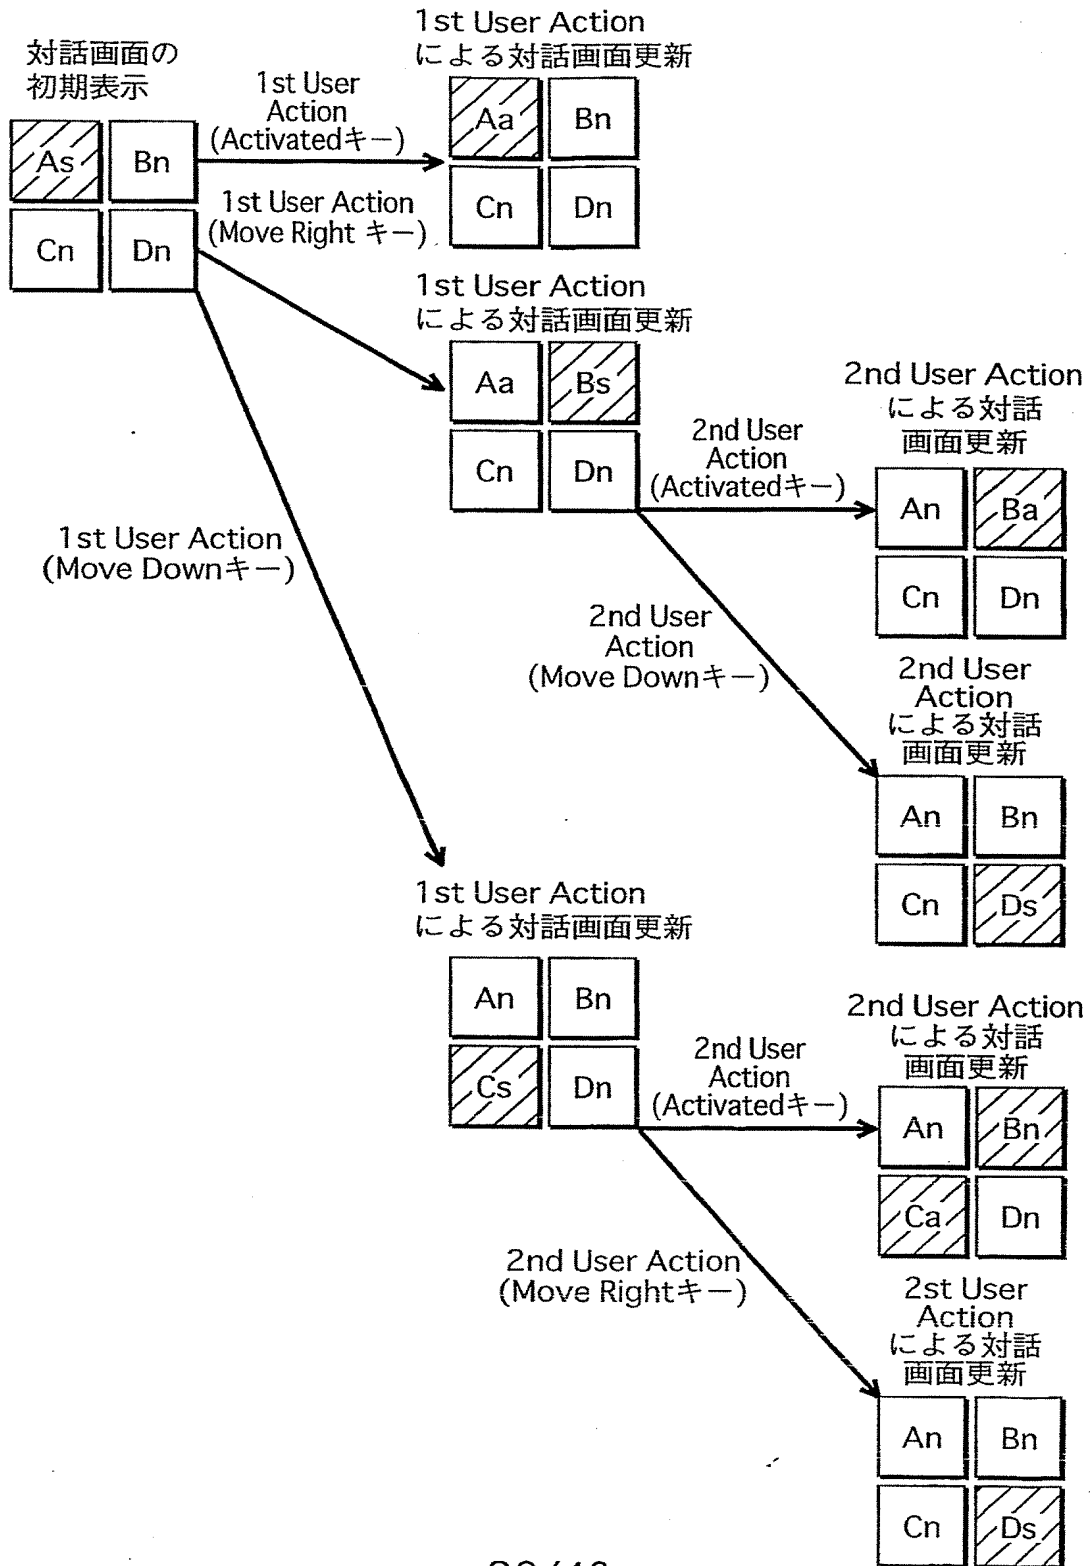 対話画面の
初期表示
As Bn
Cn Dn
1st User
Action
(Activatedキー)
1st User Action
(Move Right キー)
1st User Action
による対話画面更新
Aa Bn
Cn Dn
1st User Action
による対話画面更新
Aa Bs
Cn Dn
2nd User
Action
(Activatedキー)
2nd User Action
による対話
画面更新
An Ba
Cn Dn
1st User Action
(Move Downキー)
2nd User
Action
(Move Downキー)
2nd User
Action
による対話
画面更新
An Bn
Cn Ds
1st User Action
による対話画面更新
An Bn
Cs Dn
2nd User
Action
(Activatedキー)
2nd User Action
による対話
画面更新
An Bn
Ca Dn
2nd User Action
(Move Rightキー)
2st User
Action
による対話
画面更新
An Bn
Cn Ds